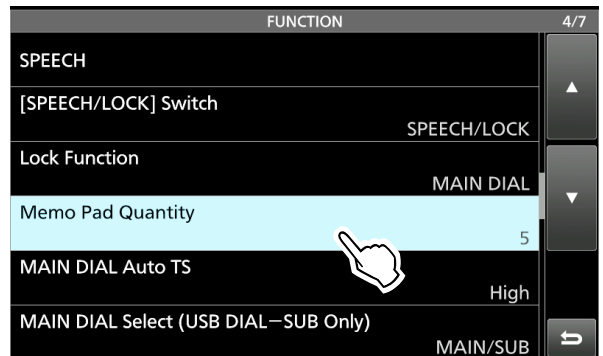 FUNCTION 4/7
SPEECH
[SPEECH/LOCK] Switch
SPEECH/LOCK
Lock Function
MAIN DIAL
Memo Pad Quantity
5
MAIN DIAL Auto TS
High
MAIN DIAL Select (USB DIAL−SUB Only)
MAIN/SUB